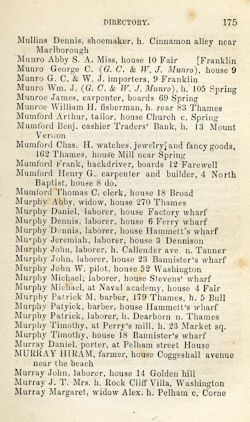 DIRECTORY. 175
Mullins Dennis, shoemaker, h. Cinnamon alley near
Marlborough
Munro Abby S. A. Miss, house 10 Fair [Franklin
Munro George C. (G. C. & W. J. Munro), house 9
Munro G. C. & W. J. importers, 9 Franklin
Munro Wm. J. (G. C. & W. J. Munro), h. 105 Spring
Munroe James, carpenter, boards 69 Spring
Munroe William H. fisherman, h. rear 83 Thames
Mumford Arthur, tailor, house Church c. Spring
Mumford Benj. cashier Traders' Bank, h. 13 Mount
Vernon
Mumford Chas. H. watches, jewelry, and fancy goods,
162 Thames, house Mill near Spring
Mumford Frank, hackdriver, boards 12 Farewell
Mumford Henry G. carpenter and builder, 4 North
Baptist, house 8 do.
Mumford Thomas C. clerk, house 18 Broad
Murphy Abby, widow, house 270 Thames
Murphy Daniel, laborer, house Factory wharf
Murphy Dennis, laborer, house 6 Ferry wharf
Murphy Dennis, laborer, house Hammett's wharf
Murphy Jeremiah, laborer, house 3 Dennison
Murphy John, laborer, h. Callender ave n. Tanner
Murphy John, laborer, house 23 Bannister's wharf
Murphy John W. pilot, house 52 Washington
Murphy Michael, laborer, house Stevens' wharf
Murphy Michael, at Naval academy, house 4 Fair
Murphy Patrick M. barber, 179 Thames, h. 5 Bull
Murphy Patrick, barber, house Hammett's wharf
Murphy Patrick, laborer, h. Dearborn n. Thames
Murphy Timothy, at Perry's mill, h. 23 Market sq.
Murphy Timothy, house 18 Bannister's wharf
Murray Daniel, porter, at Pelham street House
MURRAY HIRAM, farmer, house Coggeshall avenue
near the beach
Murray John, laborer, house 14 Golden hill
Murray J. T. Mrs. h. Rock Cliff Villa, Washington
Murray Margaret, widow Alex. h. Pelham c. Corne